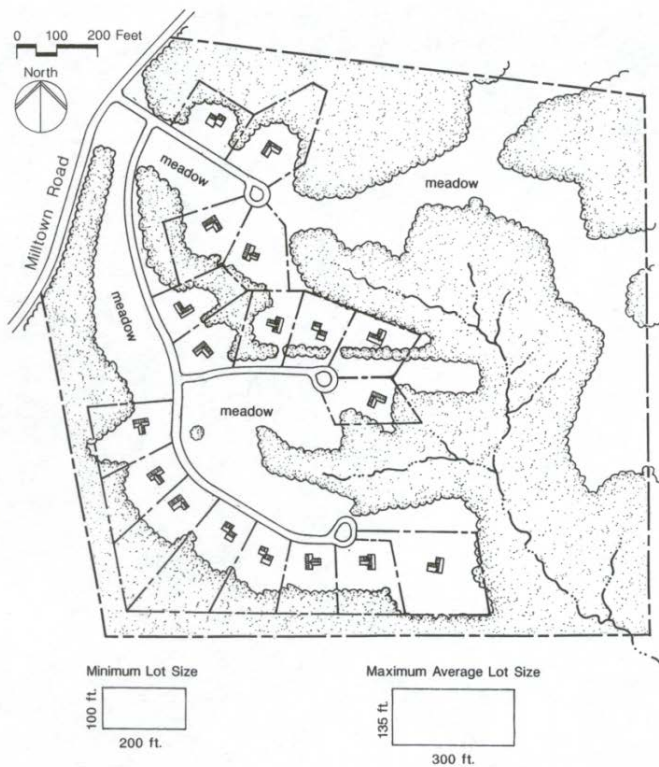 0 100 200 Feet
North
Milltown Road
meadow
meadow
meadow
meadow
Minimum Lot Size
100 ft.
200 ft.
Maximum Average Lot Size
135 ft.
300 ft.